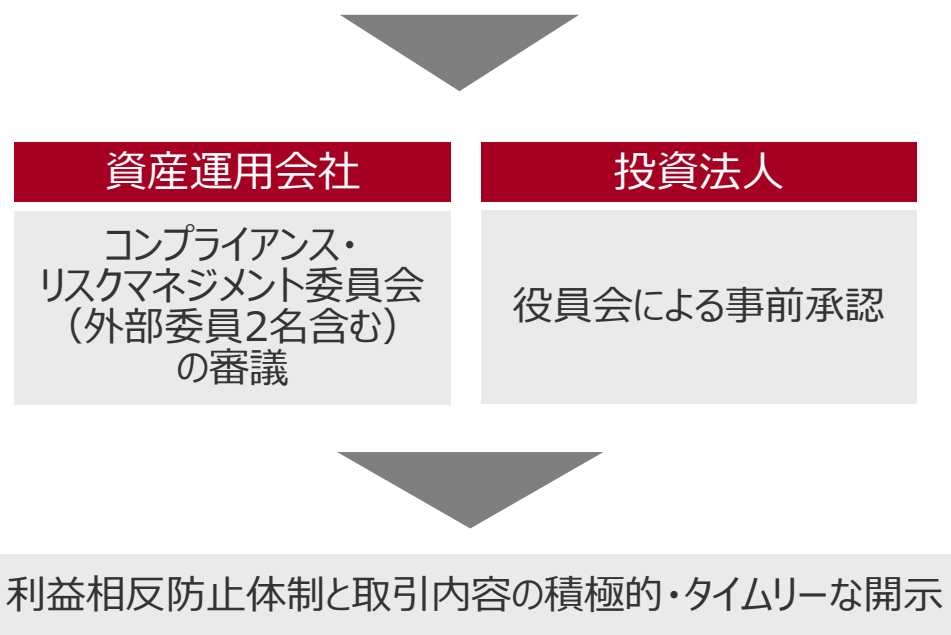 資産運用会社
投資法人
コンプライアンス・
リスクマネジメント委員会
（外部委員2名含む）
の審議
役員会による事前承認
利益相反防止体制と取引内容の積極的・タイムリーな開示